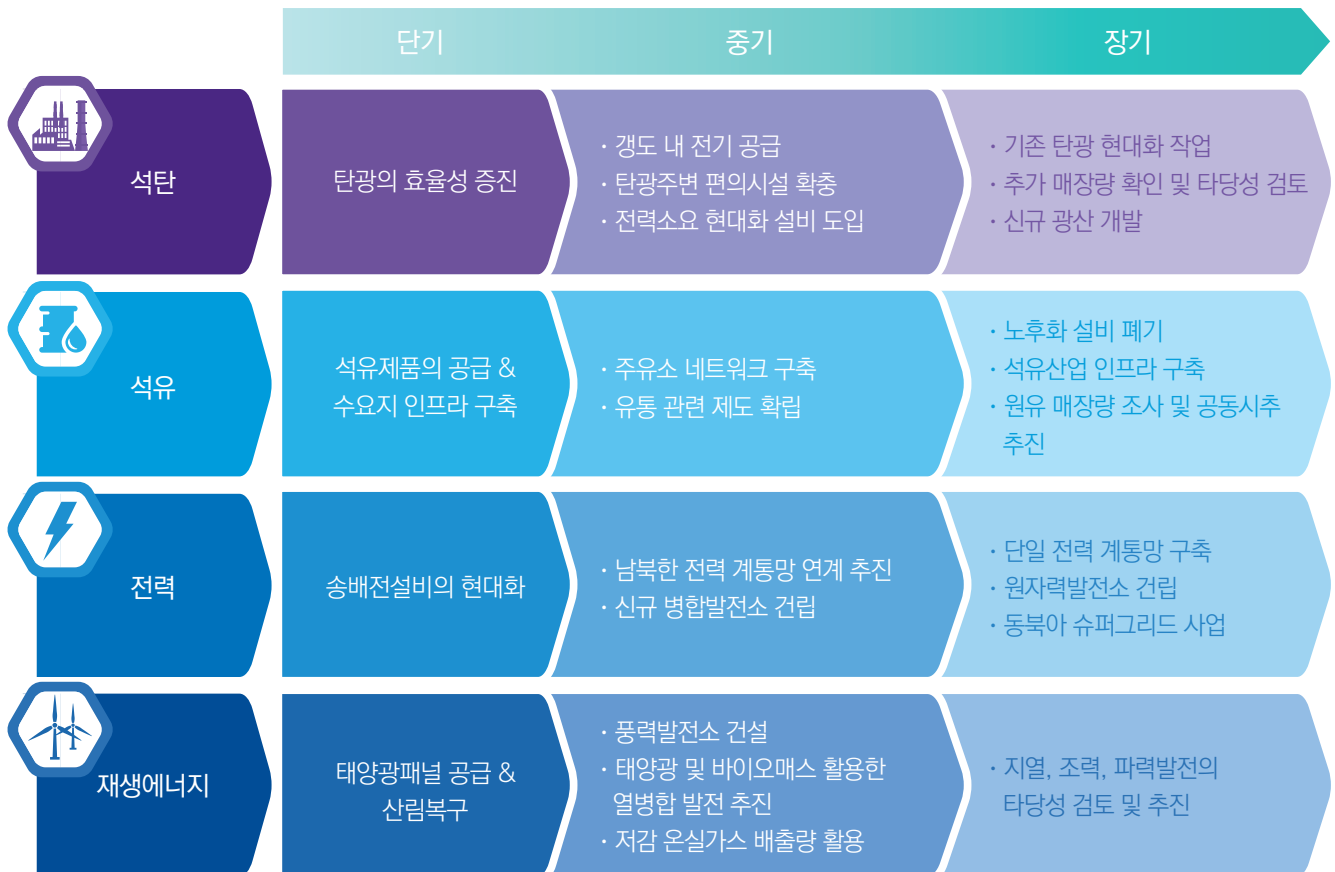 단기
중기
장기
석탄
탄광의 효율성 증진
· 갱도 내 전기 공급
· 탄광주변 편의시설 확충
· 전력소요 현대화 설비 도입
· 기존 탄광 현대화 작업
· 추가 매장량 확인 및 타당성 검토
· 신규 광산 개발
석유
석유제품의 공급 &
수요지 인프라 구축
· 주유소 네트워크 구축
· 유통 관련 제도 확립
· 노후화 설비 폐기
· 석유산업 인프라 구축
· 원유 매장량 조사 및 공동시추
추진
전력
송배전설비의 현대화
· 남북한 전력 계통망 연계 추진
· 신규 병합발전소 건립
· 단일 전력 계통망 구축
· 원자력발전소 건립
· 동북아 슈퍼그리드 사업
재생에너지
태양광패널 공급 &
산림복구
· 풍력발전소 건설
· 태양광 및 바이오매스 활용한
열병합 발전 추진
· 저감 온실가스 배출량 활용
· 지열, 조력, 파력발전의
타당성 검토 및 추진